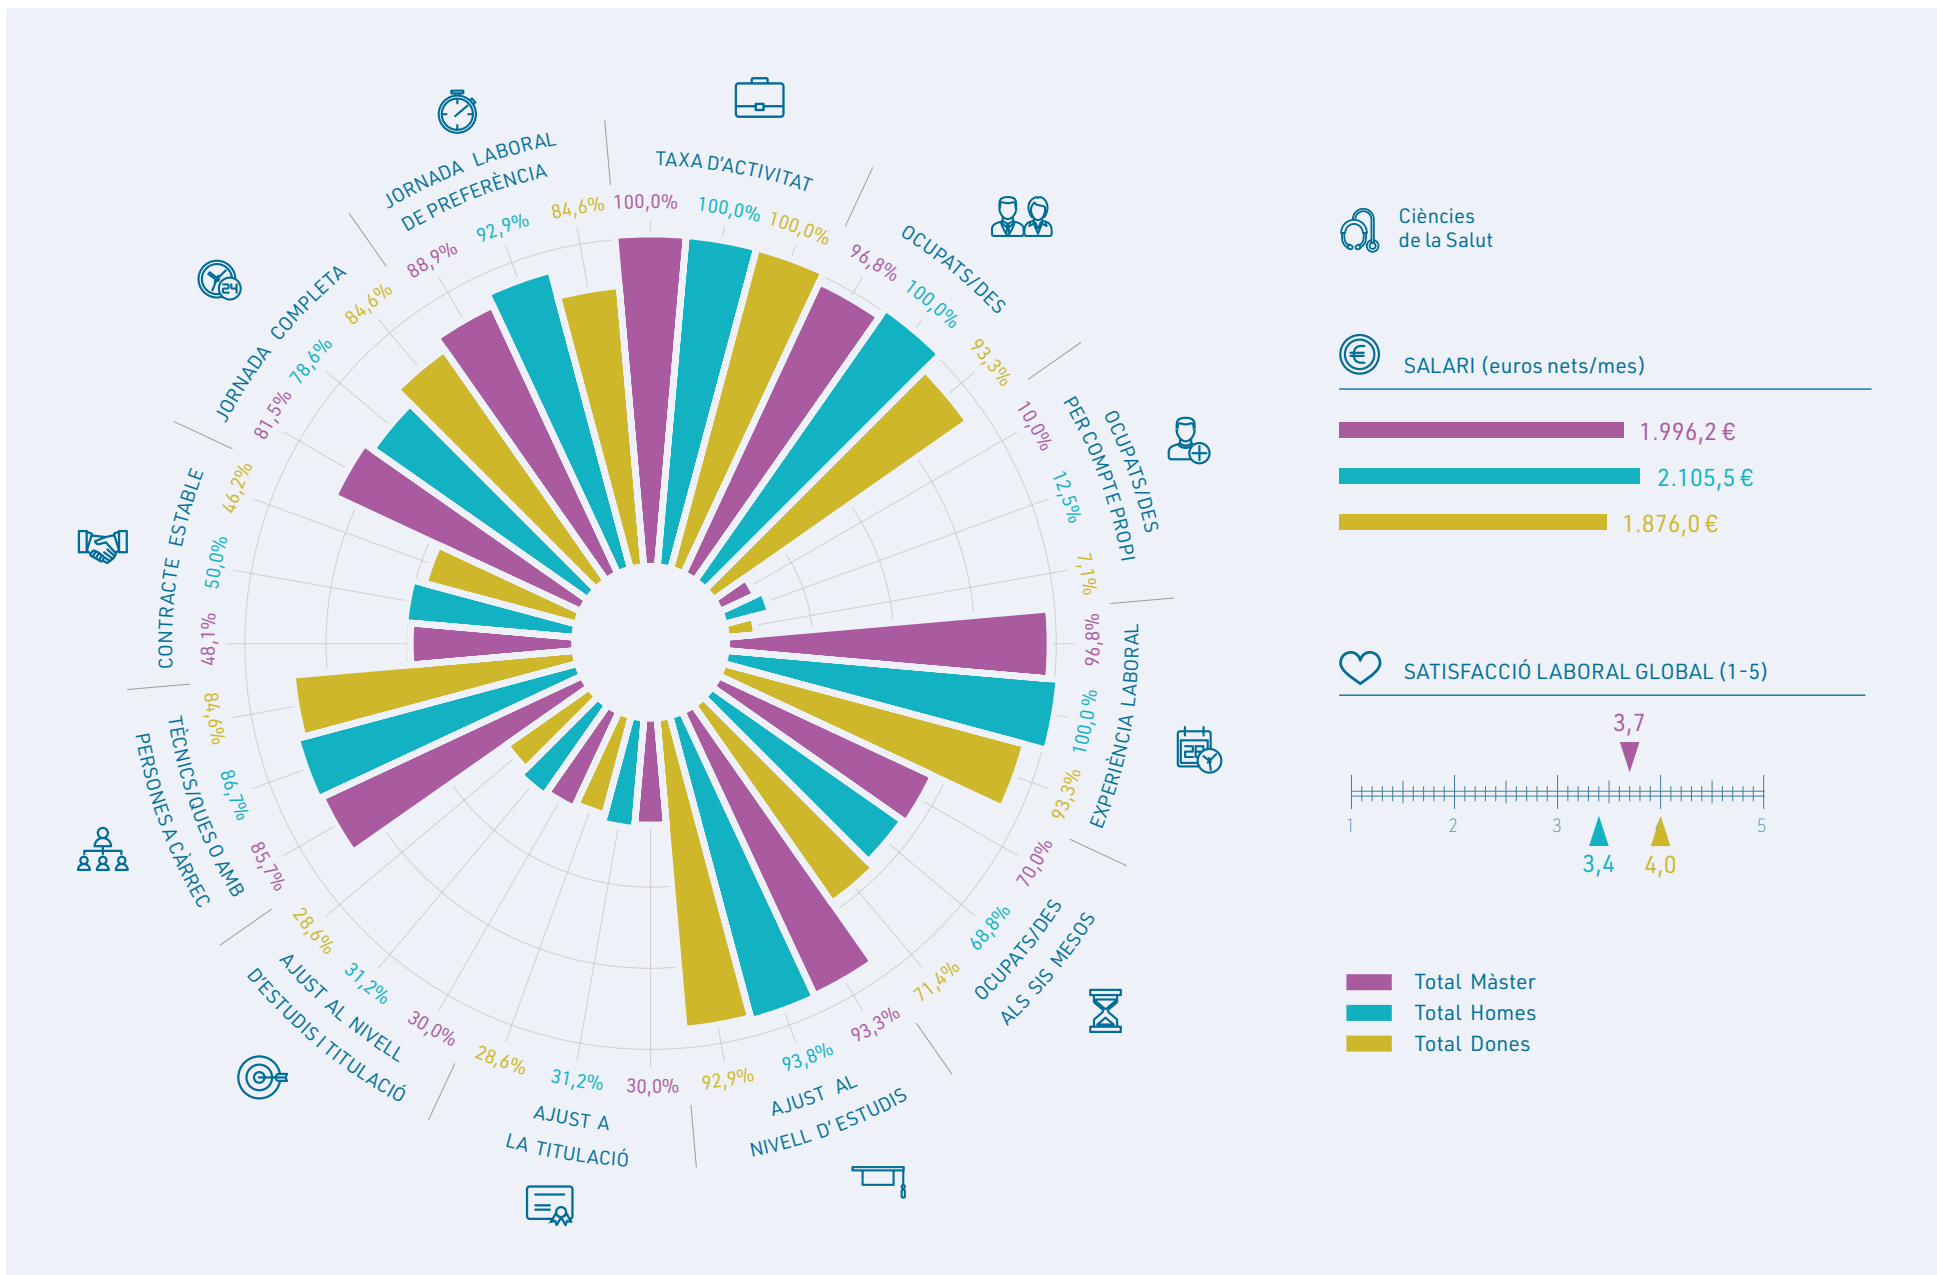 TAXA D'ACTIVITAT
100,0%
100,0%
100,0%
OCUPATS/DES
96,8%
100,0%
93,3%
OCUPATS/DES
PER COMPTE PROPI
10,0%
12,5%
7,1%
EXPERIÈNCIA LABORAL
96,8%
100,0 %
93,3%
OCUPATS/DES
ALS SIS MESOS
70,0%
68,8%
71,4%
AJUST AL
NIVELL D' ESTUDIS
93,3%
93,8%
92,9%
AJUST A
LA TITULACIÓ
30,0%
31,2%
28,6%
AJUST AL NIVELL
D'ESTUDIS I TITULACIÓ
30,0%
31,2%
28,6%
TÈCNICS/QUES O AMB
PERSONES A CÀRREC
85,7%
86,7%
84,6%
CONTRACTE ESTABLE
48,1%
50,0%
46,2%
JORNADA COMPLETA
81,5%
78,6%
84,6%
JORNADA LABORAL
DE PREFERÈNCIA
88,9%
92,9%
84,6%
24
26
Ciències
de la Salut
€
SALARI (euros nets/mes)
1.996,2 €
2.105,5 €
1.876,0 €
SATISFACCIÓ LABORAL GLOBAL (1-5)
3,7
1 2 3 5
3,4 4,0
Total Màster
Total Homes
Total Dones